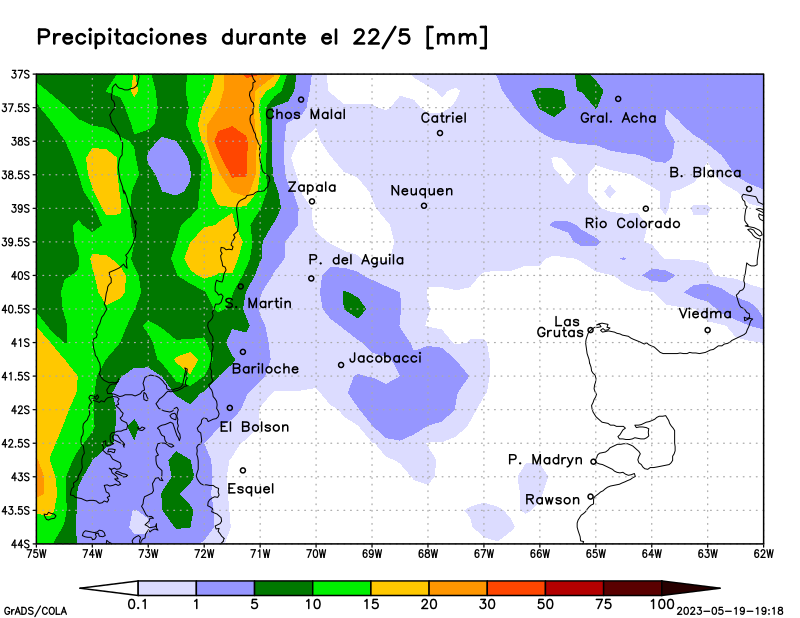 Precipitaciones durante el 22/5 [mm]
37S
37.5S
Chos Malal
Catriel
Gral. Acha
38S
38.5S
B. Blanca
Zapala
Neuquen
39S
Rio Colorado
39.5S
P. del Aguila
40S
S. Martin
40.5S
Viedma
Las
Grutas
41S
Jacobacci
Bariloche
41.5S
42S
El Bolson
42.5S
P. Madryn
43S
Esquel
Rawson
43.5S
44S
75W 74W 73W 72W 71W 70W 69W 68W 67W 66W 65W 64W 63W 62W
0.1 1 5 10 15 20 30 50 75 100
GrADS/COLA
2023-05-19-19:18